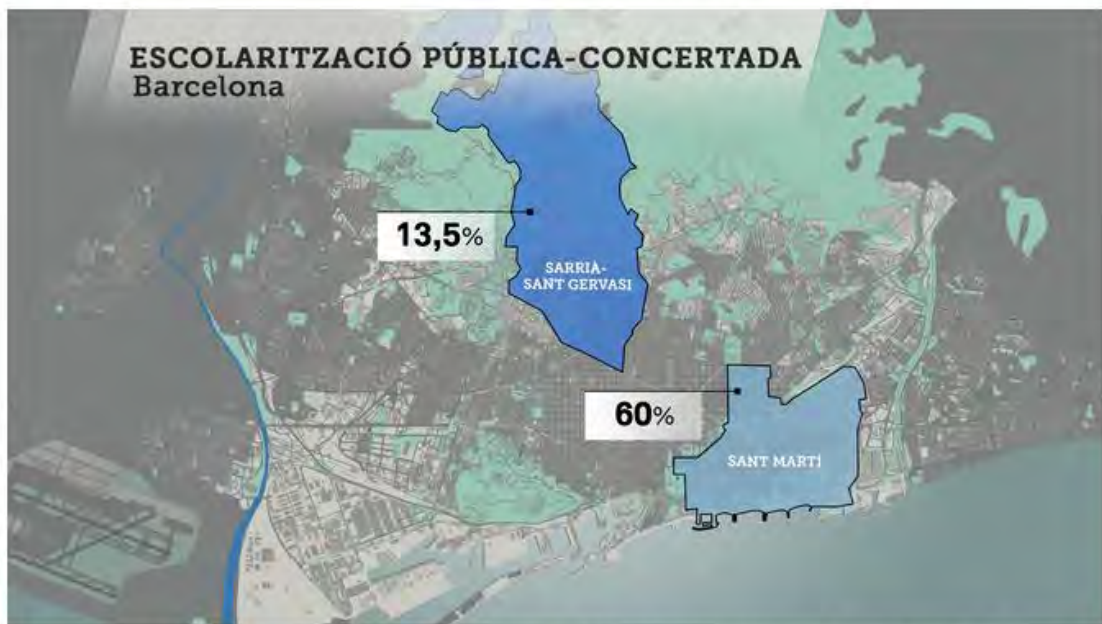 ESCOLARITZACIÓ PÚBLICA-CONCERTADA
Barcelona
13,5%
SARRIÀ-
SANT GERVASI
60%
SANT MARTÍ